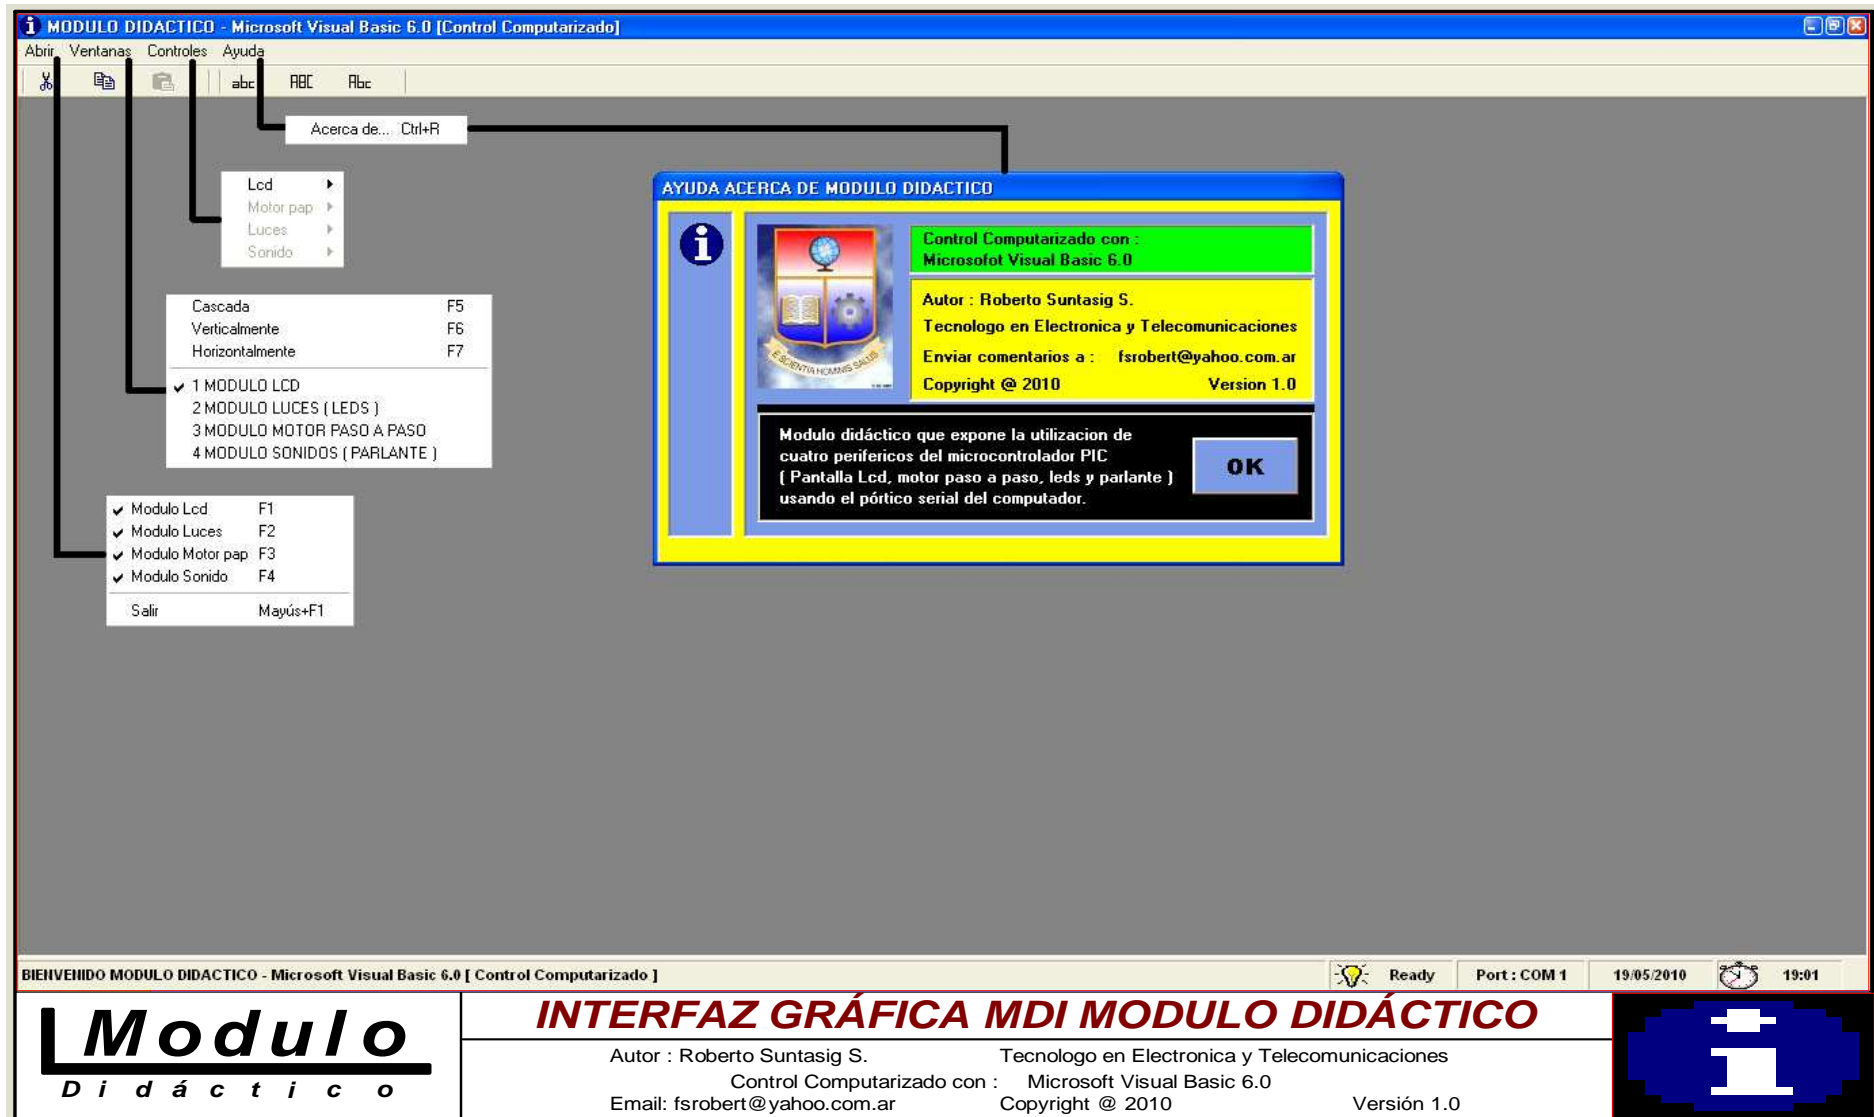 MODULO DIDACTICO - Microsoft Visual Basic 6.0 [Control Computarizado]
Abrir Ventanas Controles Ayuda
abc ABC Abc
Acerca de... Ctrl+R
Lcd
Motor pap
Luces
Sonido
Cascada F5
Verticalmente F6
Horizontalmente F7
1 MODULO LCD
2 MODULO LUCES ( LEDS )
3 MODULO MOTOR PASO A PASO
4 MODULO SONIDOS ( PARLANTE )
Modulo Lcd F1
Modulo Luces F2
Modulo Motor pap F3
Modulo Sonido F4
Salir Mayús+F1
AYUDA ACERCA DE MODULO DIDACTICO
E SCIENTIA HOMINIS SALUS
Control Computarizado con :
Microsofot Visual Basic 6.0
Autor : Roberto Suntasig S.
Tecnologo en Electronica y Telecomunicaciones
Enviar comentarios a : fsrobert@yahoo.com.ar
Copyright @ 2010 Version 1.0
Modulo didáctico que expone la utilizacion de
cuatro perifericos del microcontrolador PIC
( Pantalla Lcd, motor paso a paso, leds y parlante )
usando el pórtico serial del computador.
OK
BIENVENIDO MODULO DIDACTICO - Microsoft Visual Basic 6.0 [ Control Computarizado ]
Ready Port : COM 1 19/05/2010 19:01
Modulo
Didáctico
INTERFAZ GRÁFICA MDI MODULO DIDÁCTICO
Autor : Roberto Suntasig S. Tecnologo en Electronica y Telecomunicaciones
Control Computarizado con : Microsoft Visual Basic 6.0
Email: fsrobert@yahoo.com.ar Copyright @ 2010 Versión 1.0